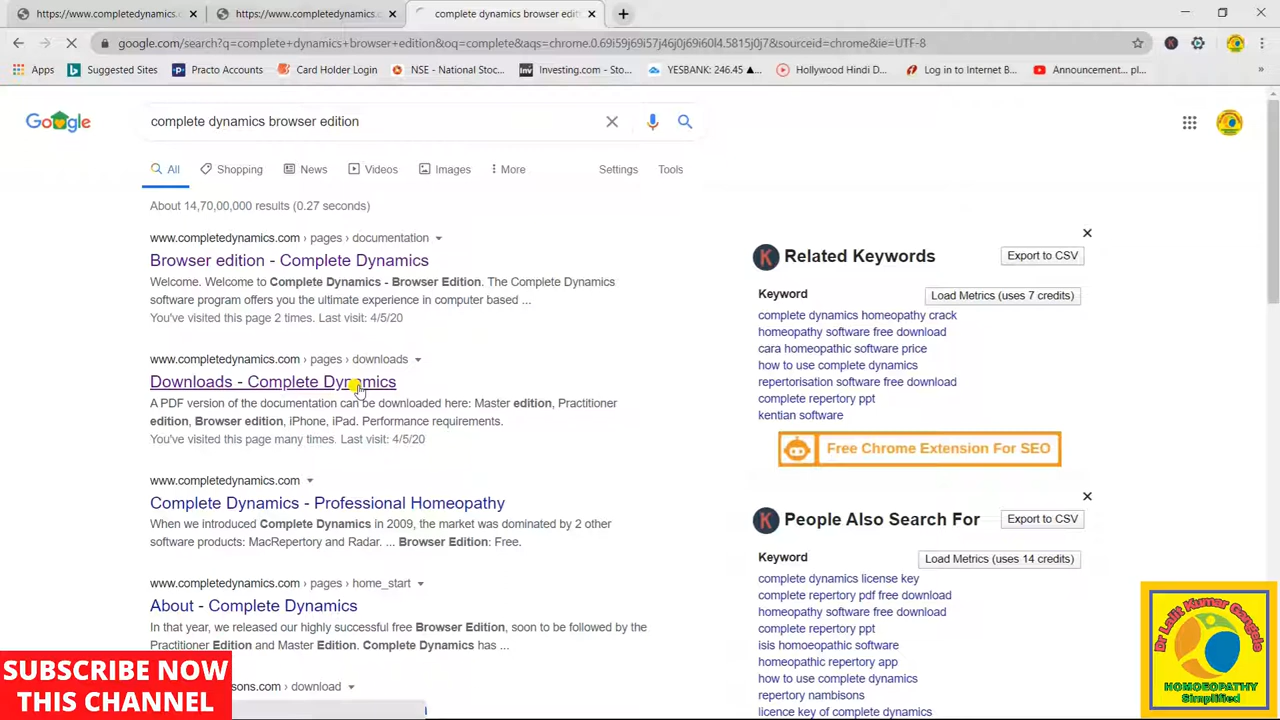 https://www.completedynamics.c
https://www.completedynamics.c
complete dynamics browser edit
google.com/search?q=complete+dynamics+browser+edition&oq=complete&aqs=chrome.0.69i59j69i57j46j0j69i60l4.5815j0j7&sourceid=chrome&ie=UTF-8
Apps Suggested Sites Practo Accounts Card Holder Login NSE - National Stoc... Investing.com - Sto... YESBANK: 246.45 ▲... Hollywood Hindi D... Log in to Internet B... Announcement... pl... »
Google
complete dynamics browser edition
All Shopping News Videos Images More Settings Tools
About 14,70,00,000 results (0.27 seconds)
www.completedynamics.com › pages › documentation
Browser edition - Complete Dynamics
Welcome. Welcome to Complete Dynamics - Browser Edition. The Complete Dynamics
software program offers you the ultimate experience in computer based ...
You've visited this page 2 times. Last visit: 4/5/20
www.completedynamics.com › pages › downloads
Downloads - Complete Dynamics
A PDF version of the documentation can be downloaded here: Master edition, Practitioner
edition, Browser edition, iPhone, iPad. Performance requirements.
You've visited this page many times. Last visit: 4/5/20
www.completedynamics.com
Complete Dynamics - Professional Homeopathy
When we introduced Complete Dynamics in 2009, the market was dominated by 2 other
software products: MacRepertory and Radar. ... Browser Edition: Free.
www.completedynamics.com › pages › home_start
About - Complete Dynamics
In that year, we released our highly successful free Browser Edition, soon to be followed by the
Practitioner Edition and Master Edition. Complete Dynamics has ...
sons.com › download
K Related Keywords Export to CSV
Keyword Load Metrics (uses 7 credits)
complete dynamics homeopathy crack
homeopathy software free download
cara homeopathic software price
how to use complete dynamics
repertorisation software free download
complete repertory ppt
kentian software
Free Chrome Extension For SEO
K People Also Search For Export to CSV
Keyword Load Metrics (uses 14 credits)
complete dynamics license key
complete repertory pdf free download
homeopathy software free download
complete repertory ppt
isis homoeopathic software
homeopathic repertory app
how to use complete dynamics
repertory nambisons
licence key of complete dynamics
SUBSCRIBE NOW
THIS CHANNEL
HOMOEOPATHY
Simplified